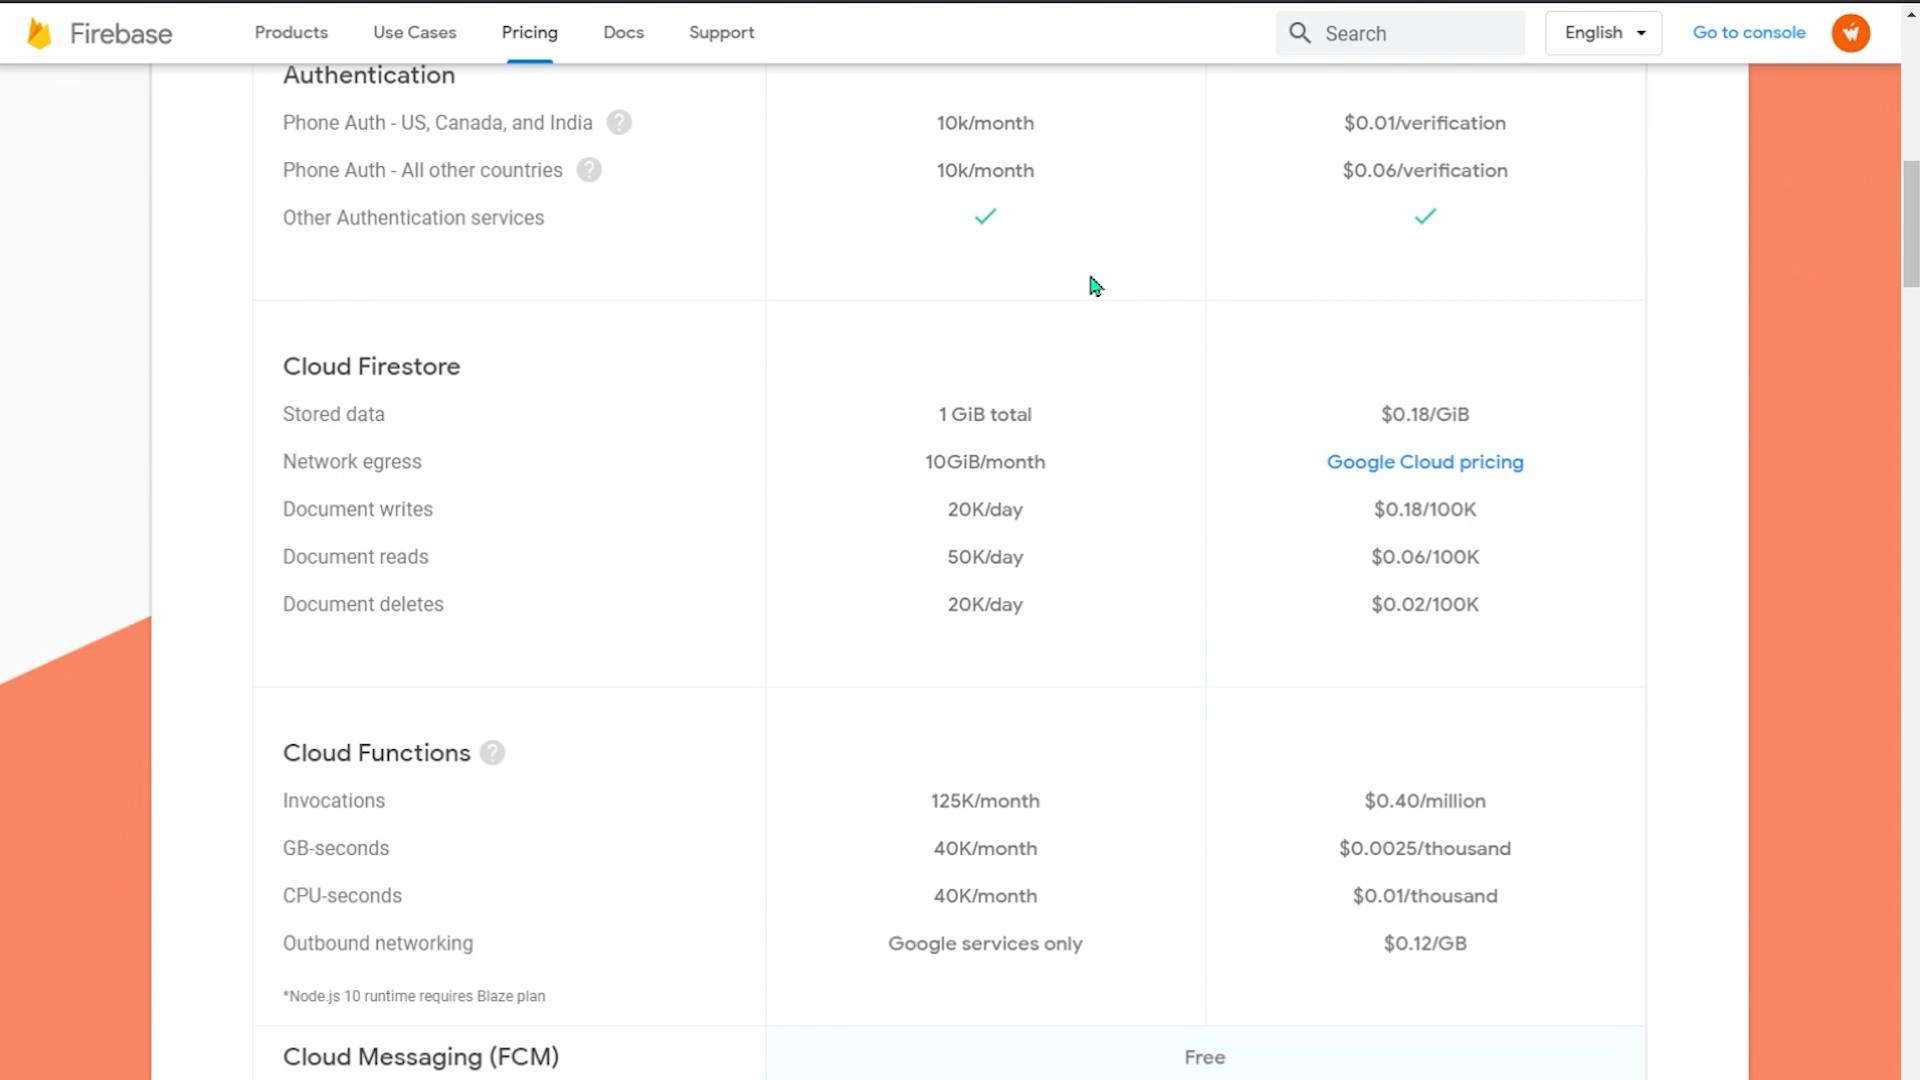 Firebase Products Use Cases Pricing Docs Support Search English Go to console
Authentication
Phone Auth - US, Canada, and India ? 10k/month $0.01/verification
Phone Auth - All other countries ? 10k/month $0.06/verification
Other Authentication services
Cloud Firestore
Stored data 1 GiB total $0.18/GiB
Network egress 10GiB/month Google Cloud pricing
Document writes 20K/day $0.18/100K
Document reads 50K/day $0.06/100K
Document deletes 20K/day $0.02/100K
Cloud Functions ?
Invocations 125K/month $0.40/million
GB-seconds 40K/month $0.0025/thousand
CPU-seconds 40K/month $0.01/thousand
Outbound networking Google services only $0.12/GB
*Node.js 10 runtime requires Blaze plan
Cloud Messaging (FCM) Free